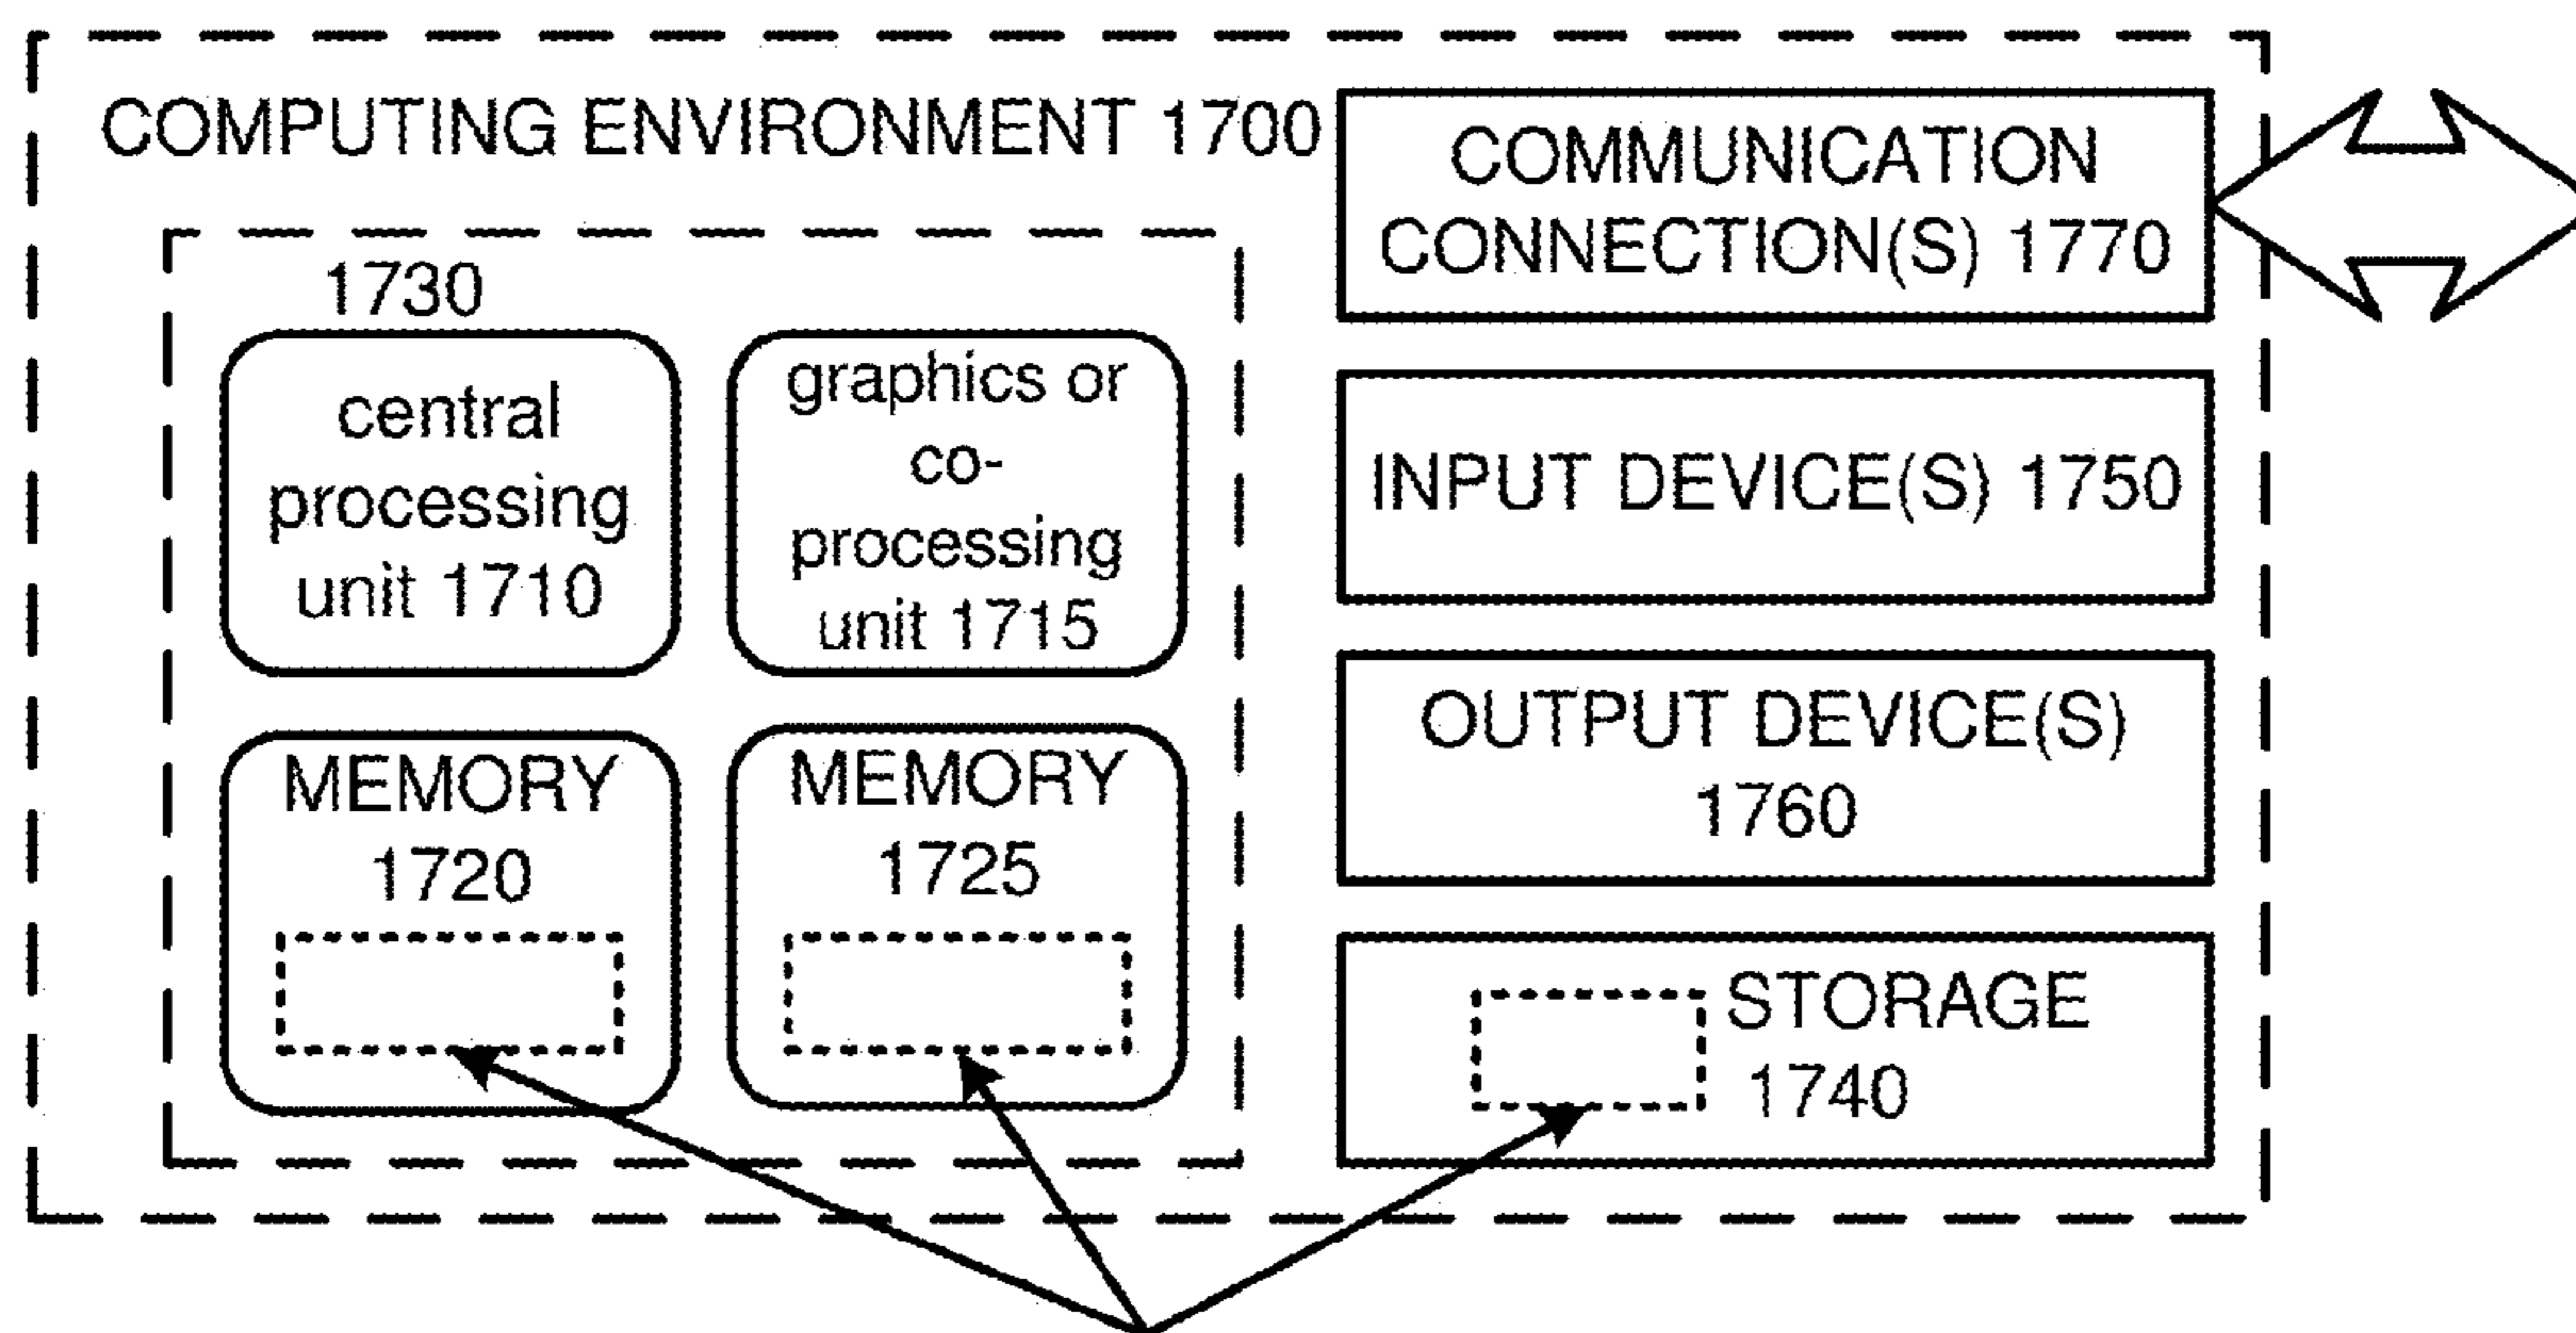 COMPUTING ENVIRONMENT 1700
1730
central
processing
unit 1710
graphics or
co-
processing
unit 1715
MEMORY
1720
MEMORY
1725
COMMUNICATION
CONNECTION(S) 1770
INPUT DEVICE(S) 1750
OUTPUT DEVICE(S)
1760
STORAGE
1740